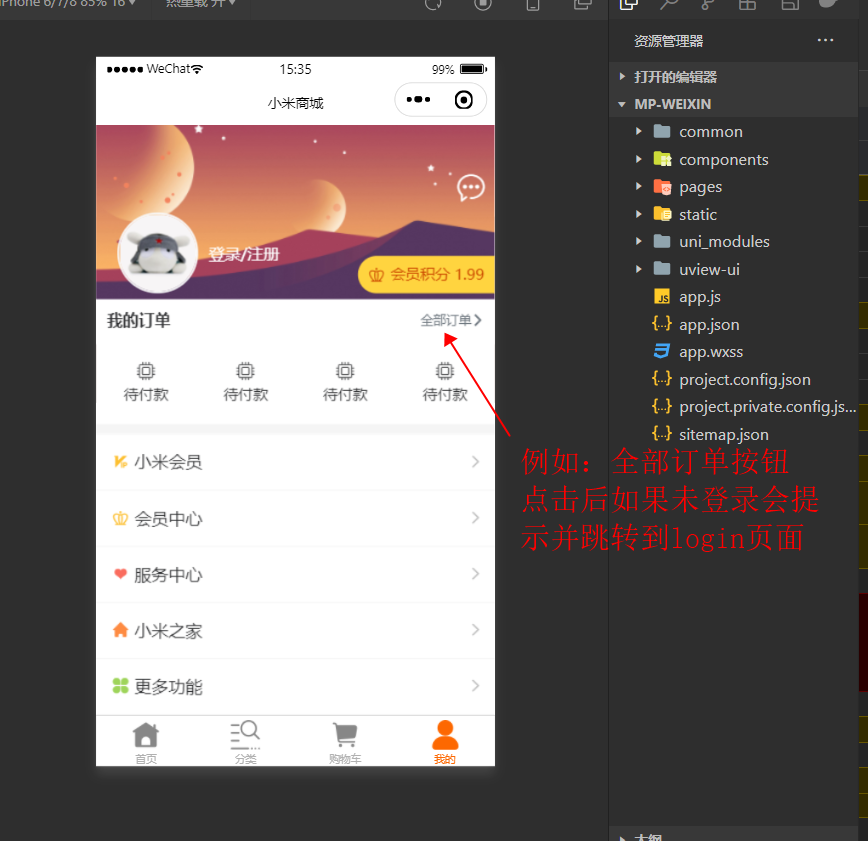 iPhone 6/7/8 85% 16 热重载 开
WeChat 15:35 99%
小米商城
登录/注册
会员积分 1.99
我的订单 全部订单
待付款 待付款 待付款 待付款
小米会员
会员中心
服务中心
小米之家
更多功能
首页 分类 购物车 我的
资源管理器
打开的编辑器
MP-WEIXIN
common
components
pages
static
uni_modules
uview-ui
app.js
app.json
app.wxss
project.config.json
project.private.config.js...
sitemap.json
大纲
例如：全部订单按钮
点击后如果未登录会提
示并跳转到login页面